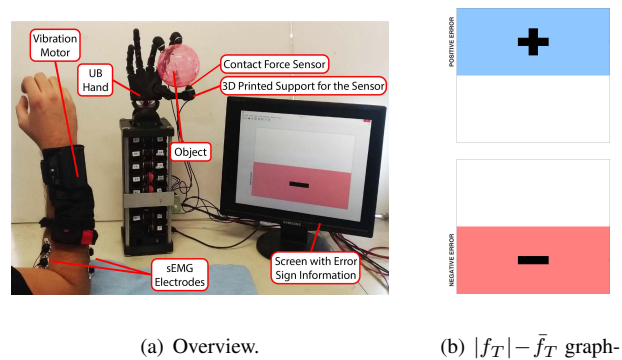 Vibration
Motor
UB
Hand
Contact Force Sensor
3D Printed Support for the Sensor
Object
sEMG
Electrodes
Screen with Error
Sign Information
POSITIVE ERROR
+
NEGATIVE ERROR
−
(a) Overview.
(b) |f_T| − f̄_T graph-